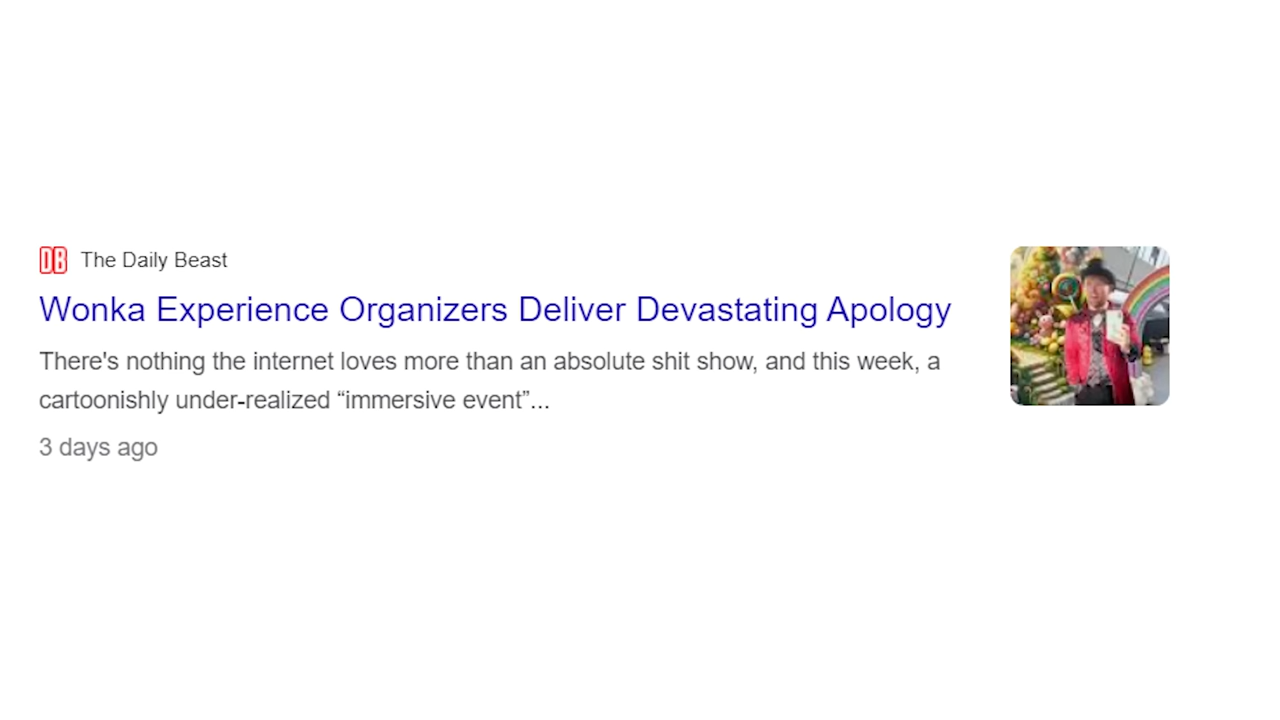 DB The Daily Beast
Wonka Experience Organizers Deliver Devastating Apology
There's nothing the internet loves more than an absolute shit show, and this week, a
cartoonishly under-realized “immersive event”...
3 days ago